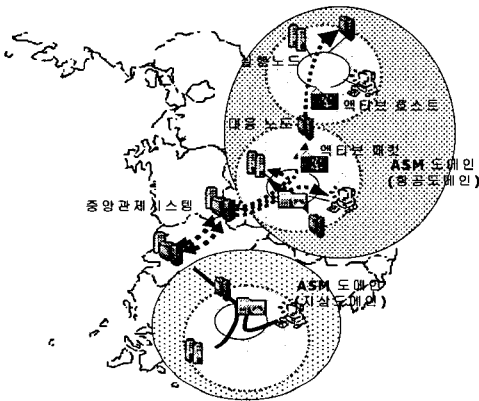 실행노드
액티브 호스트
대응 노드
액티브 패킷
ASM 도메인
(항공도메인)
중앙관제시스템
ASM 도메인
(지상도메인)